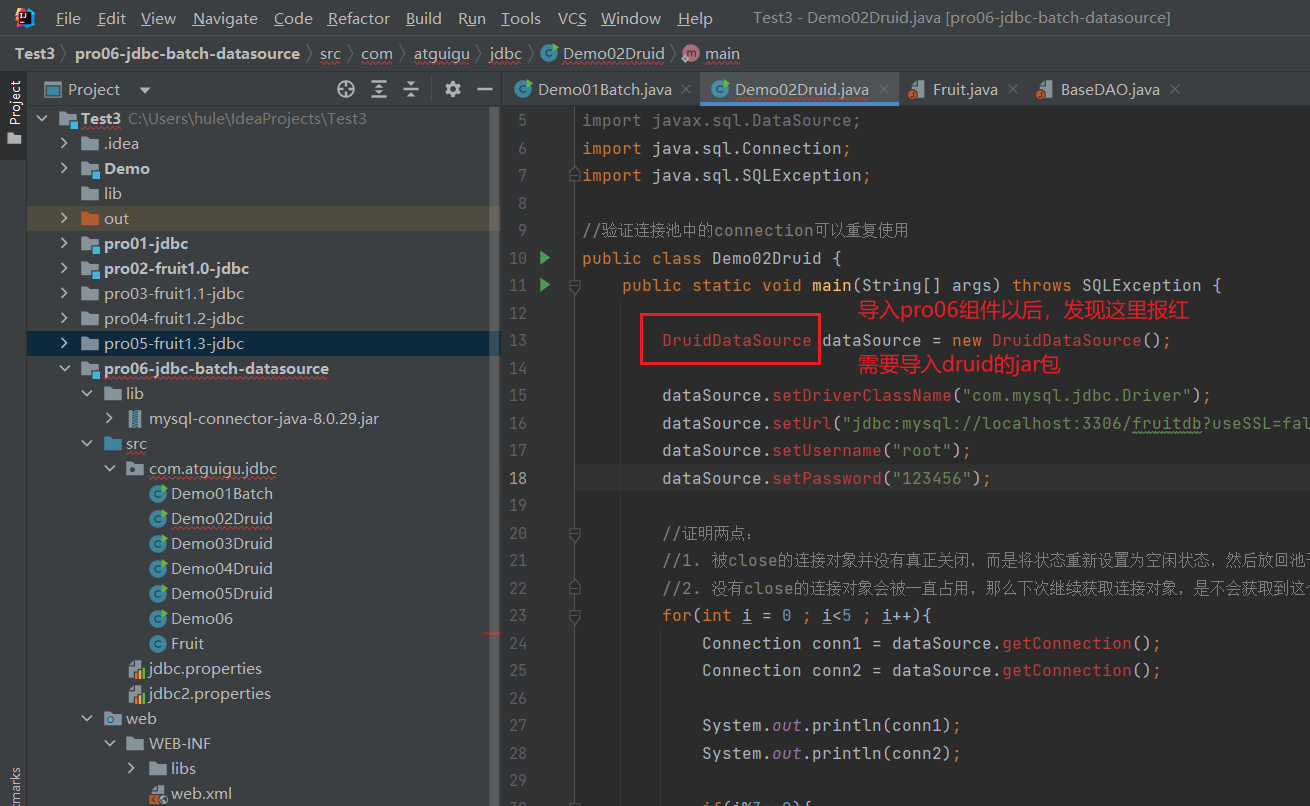 File Edit View Navigate Code Refactor Build Run Tools VCS Window Help Test3 - Demo02Druid.java [pro06-jdbc-batch-datasource]
Test3 pro06-jdbc-batch-datasource src com atguigu jdbc Demo02Druid main
Project
Project
Demo01Batch.java Demo02Druid.java Fruit.java BaseDAO.java
Test3 C:\Users\hule\IdeaProjects\Test3
.idea
Demo
lib
out
pro01-jdbc
pro02-fruit1.0-jdbc
pro03-fruit1.1-jdbc
pro04-fruit1.2-jdbc
pro05-fruit1.3-jdbc
pro06-jdbc-batch-datasource
lib
mysql-connector-java-8.0.29.jar
src
com.atguigu.jdbc
Demo01Batch
Demo02Druid
Demo03Druid
Demo04Druid
Demo05Druid
Demo06
Fruit
jdbc.properties
jdbc2.properties
web
WEB-INF
libs
web.xml
5 import javax.sql.DataSource;
6 import java.sql.Connection;
7 import java.sql.SQLException;
8
9 //验证连接池中的connection可以重复使用
10 public class Demo02Druid {
11 public static void main(String[] args) throws SQLException {
12 导入pro06组件以后，发现这里报红
13 DruidDataSource dataSource = new DruidDataSource();
14 需要导入druid的jar包
15 dataSource.setDriverClassName("com.mysql.jdbc.Driver");
16 dataSource.setUrl("jdbc:mysql://localhost:3306/fruitdb?useSSL=fal
17 dataSource.setUsername("root");
18 dataSource.setPassword("123456");
19
20 //证明两点：
21 //1. 被close的连接对象并没有真正关闭，而是将状态重新设置为空闲状态，然后放回池
22 //2. 没有close的连接对象会被一直占用，那么下次继续获取连接对象，是不会获取到这
23 for(int i = 0 ; i<5 ; i++){
24 Connection conn1 = dataSource.getConnection();
25 Connection conn2 = dataSource.getConnection();
26
27 System.out.println(conn1);
28 System.out.println(conn2);
29